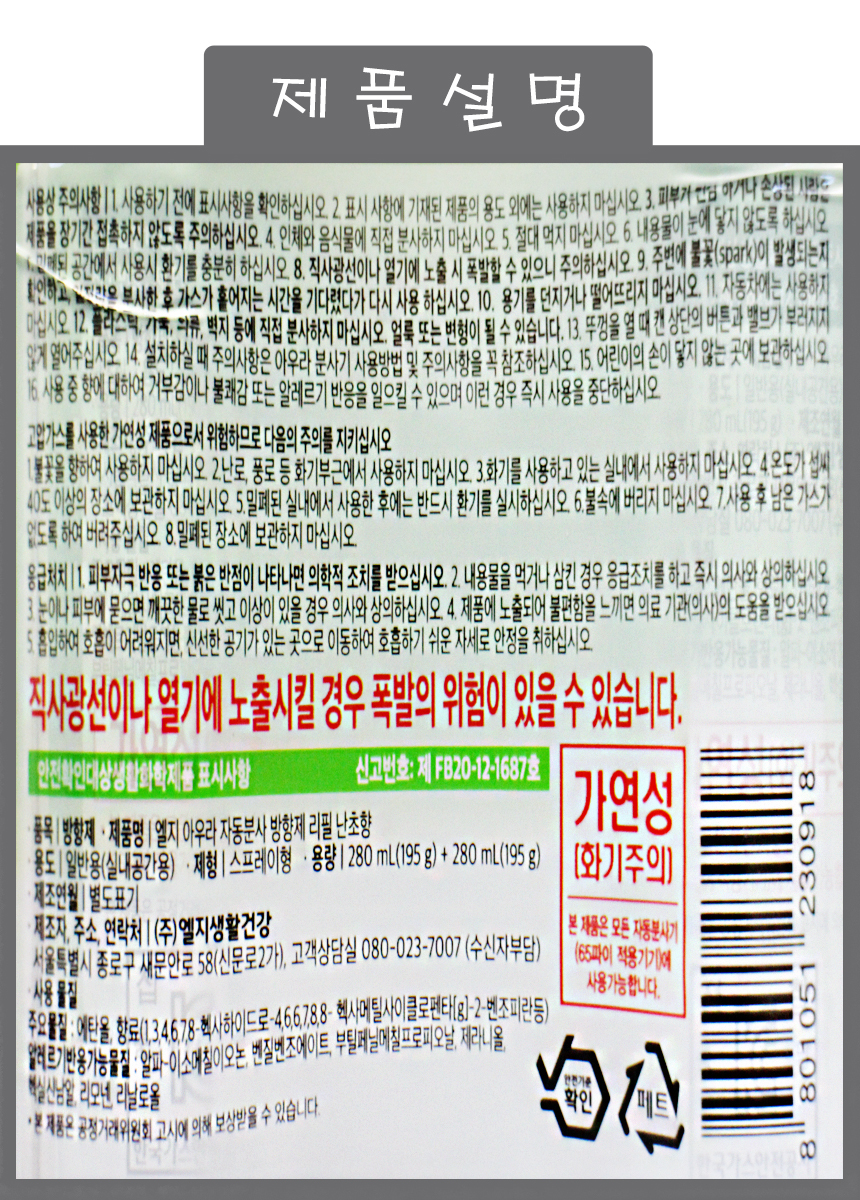 제품설명
사용상 주의사항 | 1. 사용하기 전에 표시사항을 확인하십시오. 2. 표시 사항에 기재된 제품의 용도 외에는 사용하지 마십시오. 3. 피부가 하거나 손상된 사람은
제품을 장기간 접촉하지 않도록 주의하십시오. 4. 인체와 음식물에 직접 분사하지 마십시오. 5. 절대 먹지 마십시오. 6. 내용물이 눈에 닿지 않도록 하십시오.
7. 밀폐된 공간에서 사용시 환기를 충분히 하십시오. 8. 직사광선이나 열기에 노출 시 폭발할 수 있으니 주의하십시오. 9. 주변에 불꽃(spark)이 발생되는지
확인하고, 분사한 후 가스가 흩어지는 시간을 기다렸다가 다시 사용 하십시오. 10. 용기를 던지거나 떨어뜨리지 마십시오. 11. 자동차에는 사용하지
마십시오. 12. 플라스틱, 가죽, 의류, 벽지 등에 직접 분사하지 마십시오. 얼룩 또는 변형이 될 수 있습니다. 13. 뚜껑을 열 때 캔 상단의 버튼과 밸브가 부러지지
않게 열어주십시오. 14. 설치하실 때 주의사항은 아우라 분사기 사용방법 및 주의사항을 꼭 참조하십시오. 15. 어린이의 손이 닿지 않는 곳에 보관하십시오.
16. 사용 중 향에 대하여 거부감이나 불쾌감 또는 알레르기 반응을 일으킬 수 있으며 이런 경우 즉시 사용을 중단하십시오.
고압가스를 사용한 가연성 제품으로서 위험하므로 다음의 주의를 지키십시오
1.불꽃을 향하여 사용하지 마십시오. 2.난로, 풍로 등 화기부근에서 사용하지 마십시오. 3.화기를 사용하고 있는 실내에서 사용하지 마십시오. 4.온도가 섭씨
40도 이상의 장소에 보관하지 마십시오. 5.밀폐된 실내에서 사용한 후에는 반드시 환기를 실시하십시오. 6.불속에 버리지 마십시오. 7.사용 후 남은 가스가
없도록 하여 버려주십시오. 8.밀폐된 장소에 보관하지 마십시오.
응급처치 | 1. 피부자극 반응 또는 붉은 반점이 나타나면 의학적 조치를 받으십시오. 2. 내용물을 먹거나 삼킨 경우 응급조치를 하고 즉시 의사와 상의하십시오
3. 눈이나 피부에 묻으면 깨끗한 물로 씻고 이상이 있을 경우 의사와 상의하십시오. 4. 제품에 노출되어 불편함을 느끼면 의료 기관(의사)의 도움을 받으십시오
5. 흡입하여 호흡이 어려워지면, 신선한 공기가 있는 곳으로 이동하여 호흡하기 쉬운 자세로 안정을 취하십시오.
직사광선이나 열기에 노출시킬 경우 폭발의 위험이 있을 수 있습니다.
안전확인대상생활화학제품 표시사항 신고번호: 제 FB20-12-1687호
· 품목 | 방향제 · 제품명 | 엘지 아우라 자동분사 방향제 리필 난초향
· 용도 | 일반용(실내공간용) · 제형 | 스프레이형 · 용량 | 280 mL(195 g) + 280 mL(195 g)
· 제조연월 | 별도표기
· 제조자, 주소, 연락처 | (주)엘지생활건강
서울특별시 종로구 새문안로 58(신문로2가), 고객상담실 080-023-7007 (수신자부담)
· 사용 물질
주요물질 : 에탄올, 향료(1,3,4,6,7,8-헥사하이드로-4,6,6,7,8,8- 헥사메틸사이클로펜타[g]-2-벤조피란등)
알레르기반응가능물질 : 알파-이소메칠이오논, 벤질벤조에이트, 부틸페닐메칠프로피오날, 제라니올,
헥실신남알, 리모넨, 리날로올
· 본 제품은 공정거래위원회 고시에 의해 보상받을 수 있습니다.
가연성
(화기주의)
본 제품은 모든 자동분사기
(65파이 적용기기)에
사용가능합니다.
안전기준
확인
페트
8 801051 230918